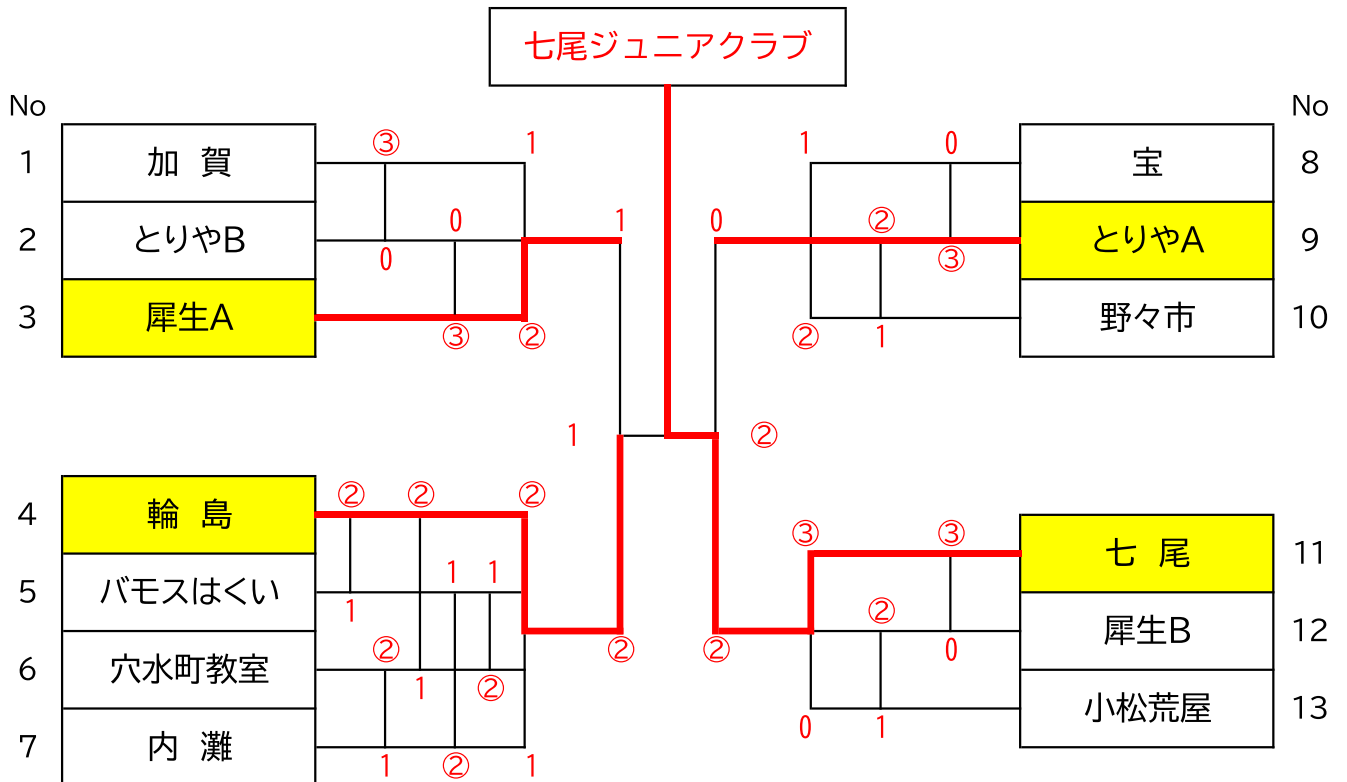 七尾ジュニアクラブ
No
No
1 加 賀 ③ 1
1 0 宝 8
2 とりやB 0 0 1
0 ② ③ とりやA 9
3 犀生A ③ ②
② 1 野々市 10
1 ②
4 輪 島 ② ② ②
③ ③ 七 尾 11
5 バモスはくい 1 1 1
② 0 犀生B 12
6 穴水町教室 ② 1 ② ②
② 0 1 小松荒屋 13
7 内 灘 1 ② 1